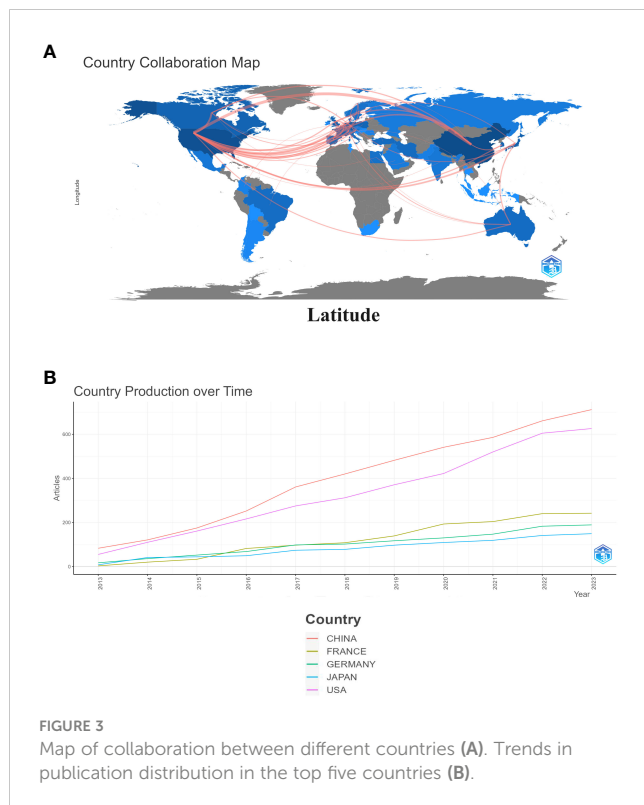 A
Country Collaboration Map
Longitude
Latitude
B
Country Production over Time
Articles
600
400
200
0
2013
2014
2015
2016
2017
2018
2019
2020
2021
2022
2023
Year
Country
CHINA
FRANCE
GERMANY
JAPAN
USA
FIGURE 3
Map of collaboration between different countries (A). Trends in
publication distribution in the top five countries (B).